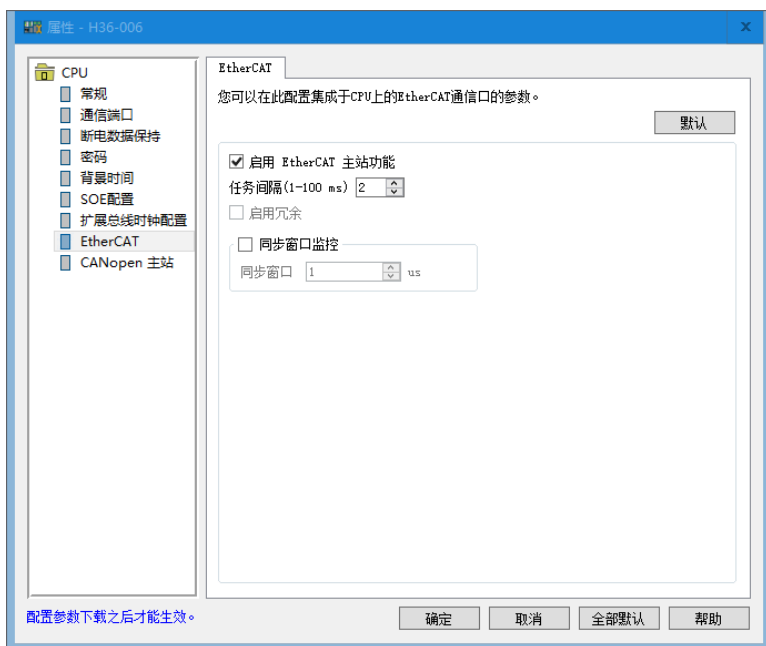 属性 - H36-006
CPU
常规
通信端口
断电数据保持
密码
背景时间
SOE配置
扩展总线时钟配置
EtherCAT
CANopen 主站
EtherCAT
您可以在此配置集成于CPU上的EtherCAT通信口的参数。
默认
启用 EtherCAT 主站功能
任务间隔(1-100 ms) 2
启用冗余
同步窗口监控
同步窗口 1 us
配置参数下载之后才能生效。
确定 取消 全部默认 帮助